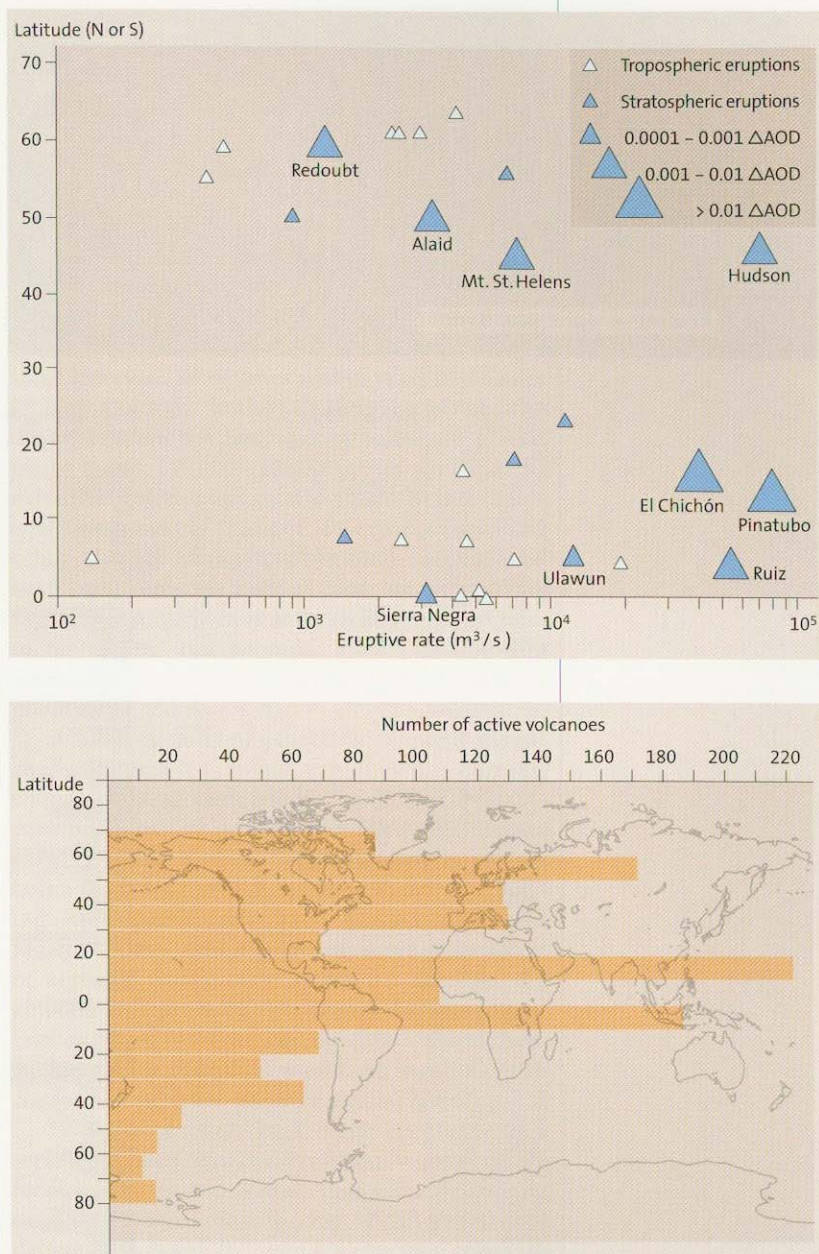 Latitude (N or S)
70
60
50
40
30
20
10
0
Tropospheric eruptions
Stratospheric eruptions
0.0001 – 0.001 ΔAOD
0.001 – 0.01 ΔAOD
> 0.01 ΔAOD
Redoubt
Alaid
Mt. St. Helens
Hudson
El Chichón
Pinatubo
Ulawun
Ruiz
Sierra Negra
10² 10³ 10⁴ 10⁵
Eruptive rate (m³/s)
Number of active volcanoes
20 40 60 80 100 120 140 160 180 200 220
Latitude
80
60
40
20
0
20
40
60
80